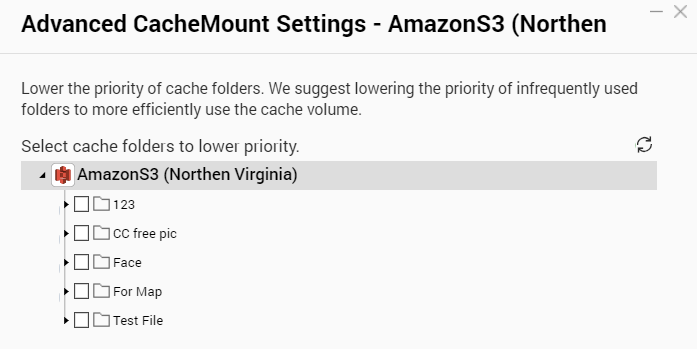 Advanced CacheMount Settings - AmazonS3 (Northen
Lower the priority of cache folders. We suggest lowering the priority of infrequently used
folders to more efficiently use the cache volume.
Select cache folders to lower priority.
AmazonS3 (Northen Virginia)
123
CC free pic
Face
For Map
Test File